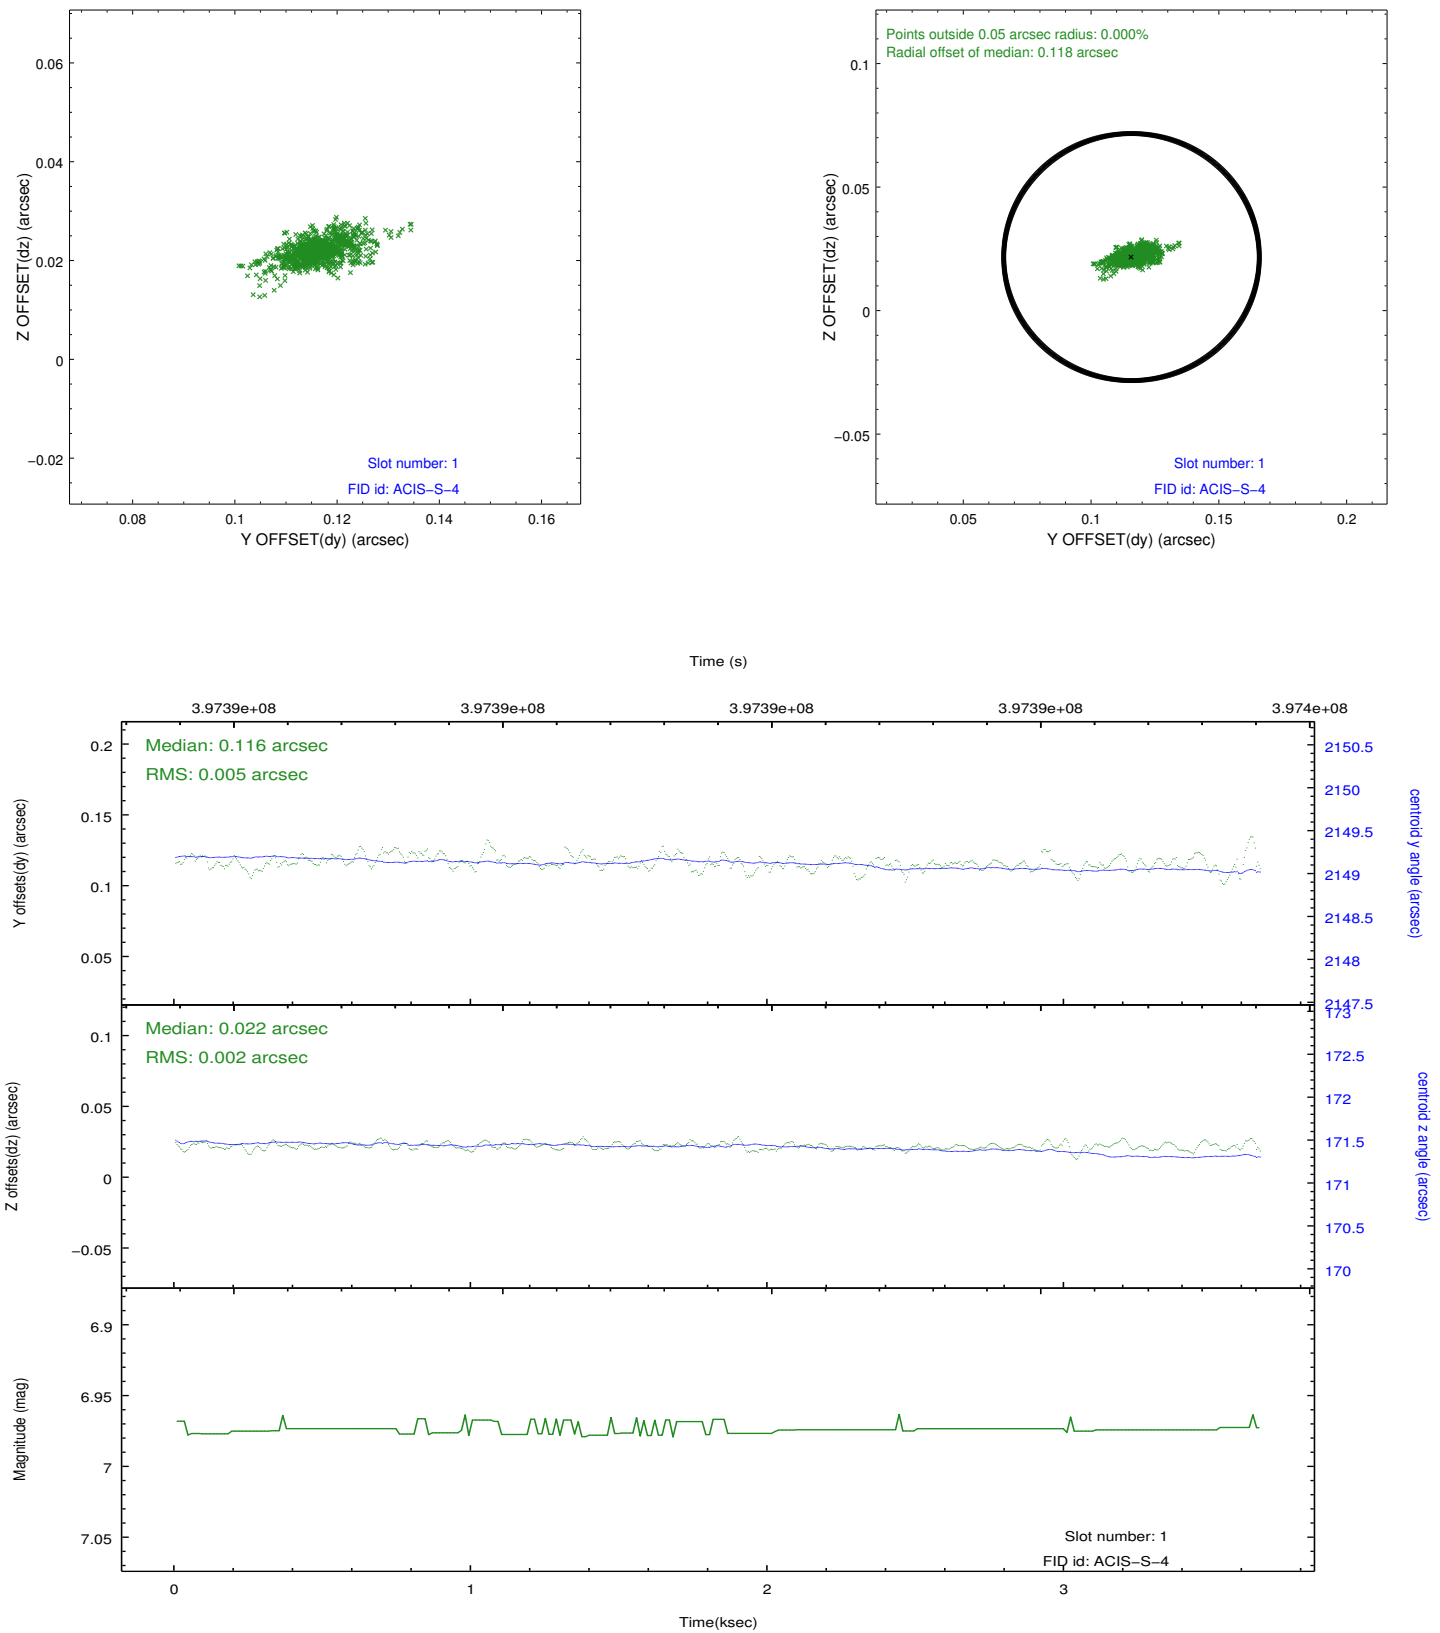 0.06
0.04
0.02
0
−0.02
Z OFFSET(dz) (arcsec)
Slot number: 1
FID id: ACIS−S−4
0.08 0.1 0.12 0.14 0.16
Y OFFSET(dy) (arcsec)
Points outside 0.05 arcsec radius: 0.000%
Radial offset of median: 0.118 arcsec
0.1
0.05
0
−0.05
Z OFFSET(dz) (arcsec)
Slot number: 1
FID id: ACIS−S−4
0.05 0.1 0.15 0.2
Y OFFSET(dy) (arcsec)
Time (s)
3.9739e+08 3.9739e+08 3.9739e+08 3.9739e+08 3.974e+08
Median: 0.116 arcsec
RMS: 0.005 arcsec
0.2
0.15
0.1
0.05
Y offsets(dy) (arcsec)
2150.5
2150
2149.5
2149
2148.5
2148
2147.5
centroid y angle (arcsec)
Median: 0.022 arcsec
RMS: 0.002 arcsec
0.1
0.05
0
−0.05
Z offsets(dz) (arcsec)
173
172.5
172
171.5
171
170.5
170
centroid z angle (arcsec)
6.9
6.95
7
7.05
Magnitude (mag)
Slot number: 1
FID id: ACIS−S−4
0 1 2 3
Time(ksec)